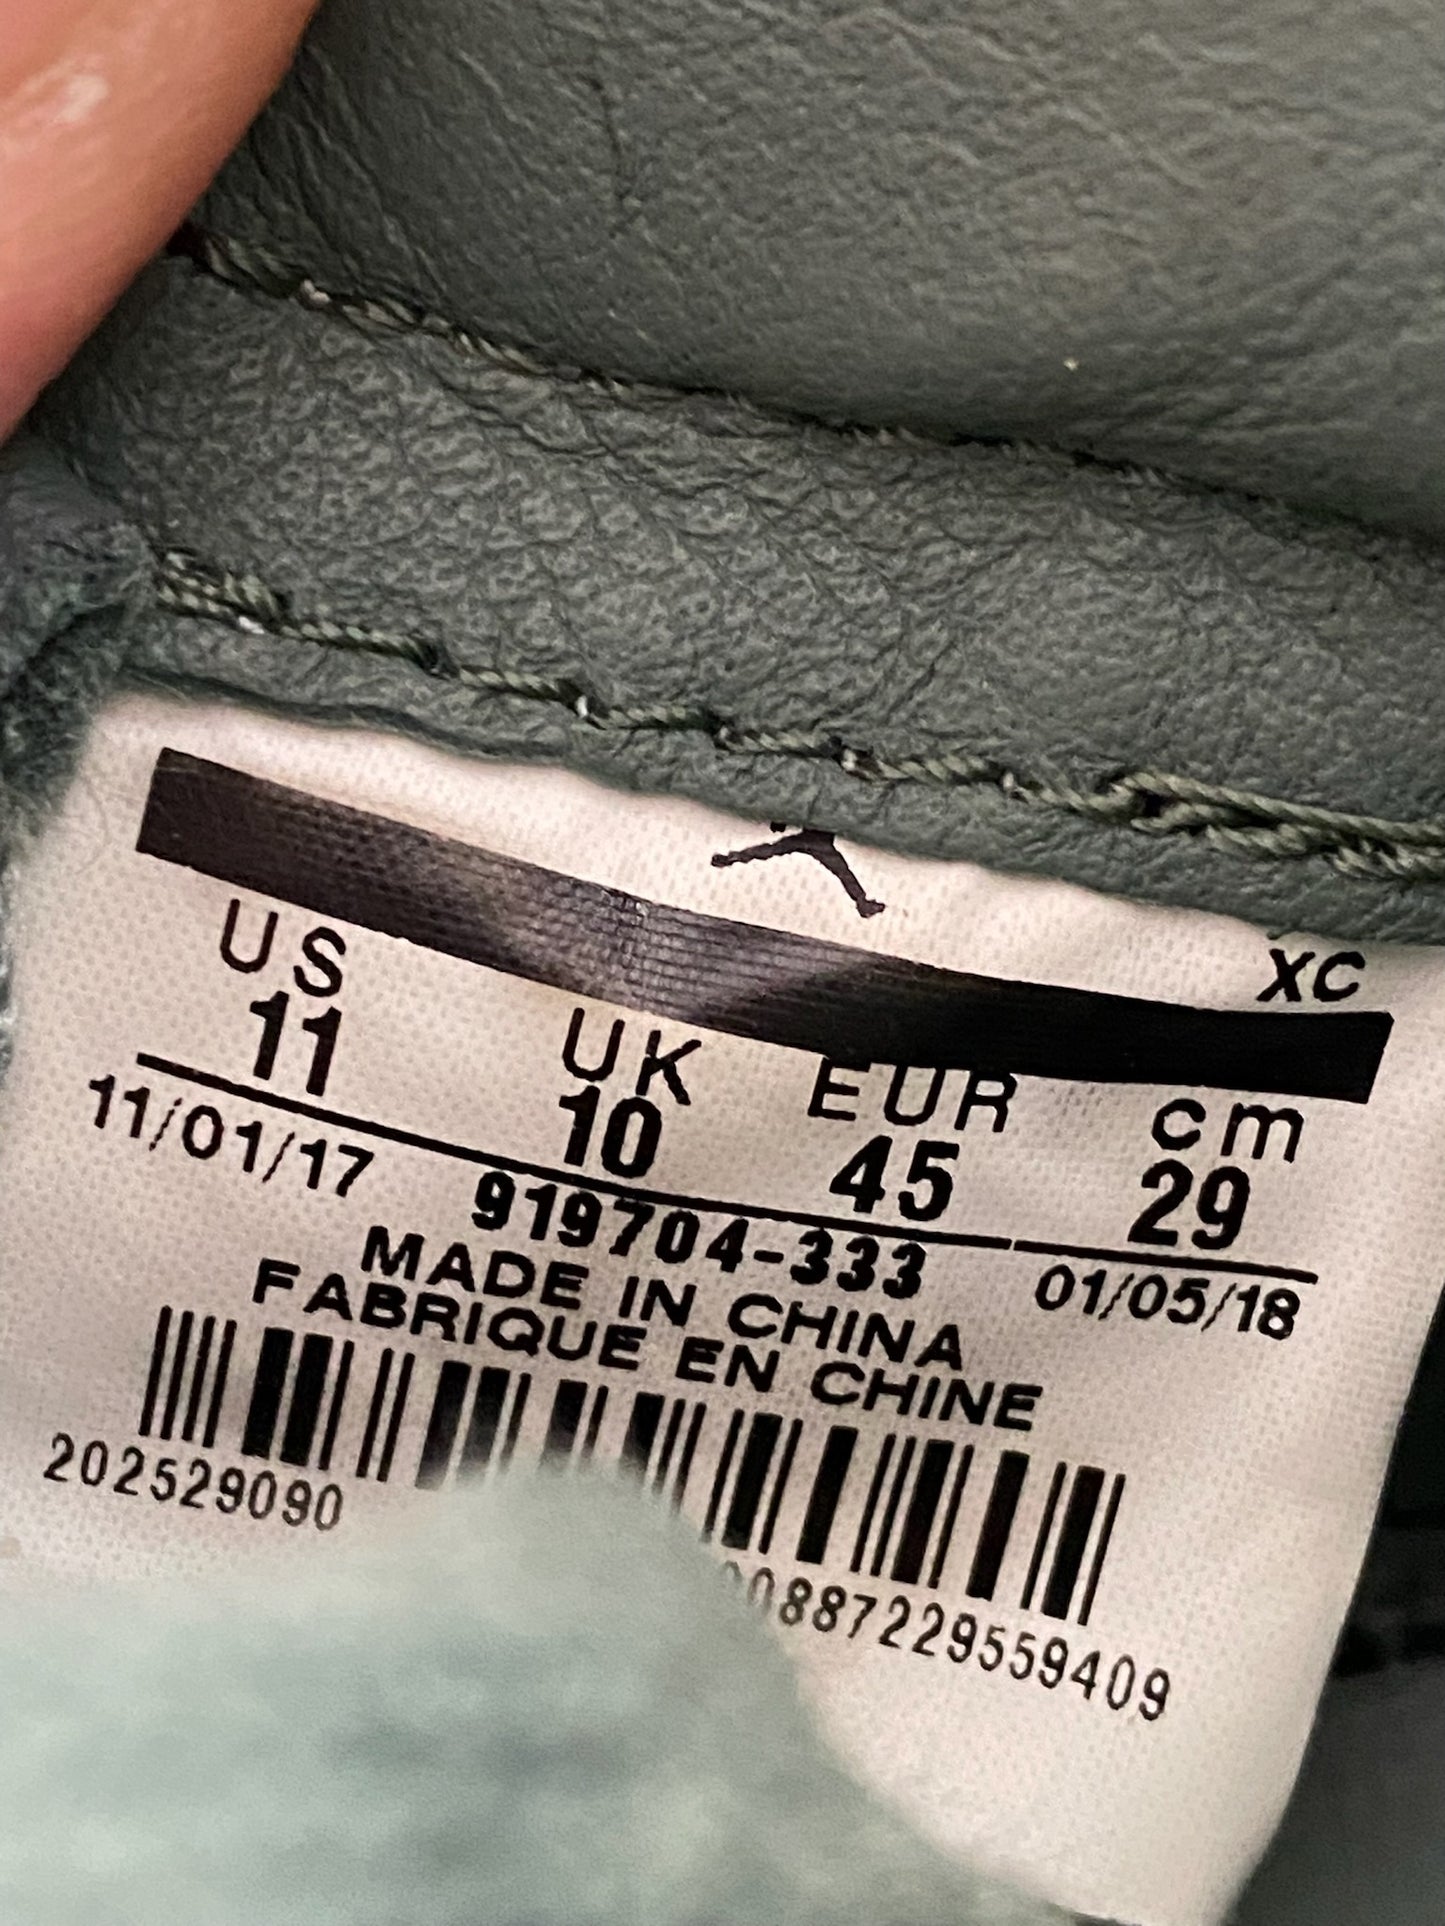 XC
US UK EUR cm
11 10 45 29
11/01/17 919704-333 01/05/18
MADE IN CHINA
FABRIQUE EN CHINE
202529090 0887229559409